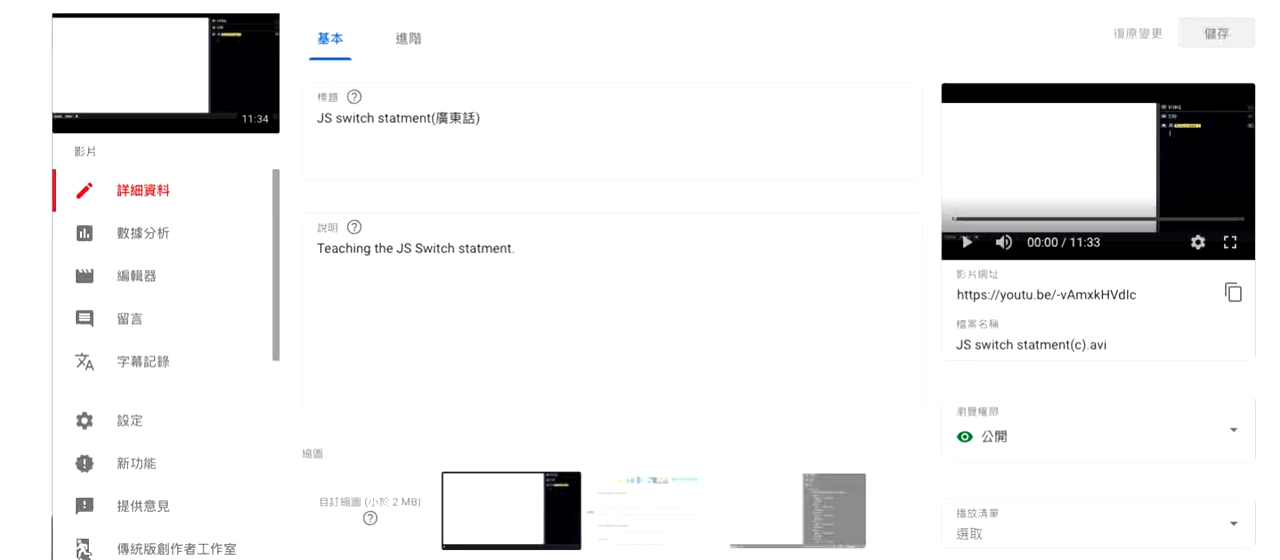 11:34
影片
詳細資料
數據分析
編輯器
留言
字幕記錄
設定
新功能
提供意見
傳統版創作者工作室
基本
進階
標題
JS switch statment(廣東話)
說明
Teaching the JS Switch statment.
縮圖
自訂縮圖 (小於 2 MB)
復原變更
儲存
00:00 / 11:33
影片網址
https://youtu.be/-vAmxkHVdIc
檔案名稱
JS switch statment(c).avi
瀏覽權限
公開
播放清單
選取